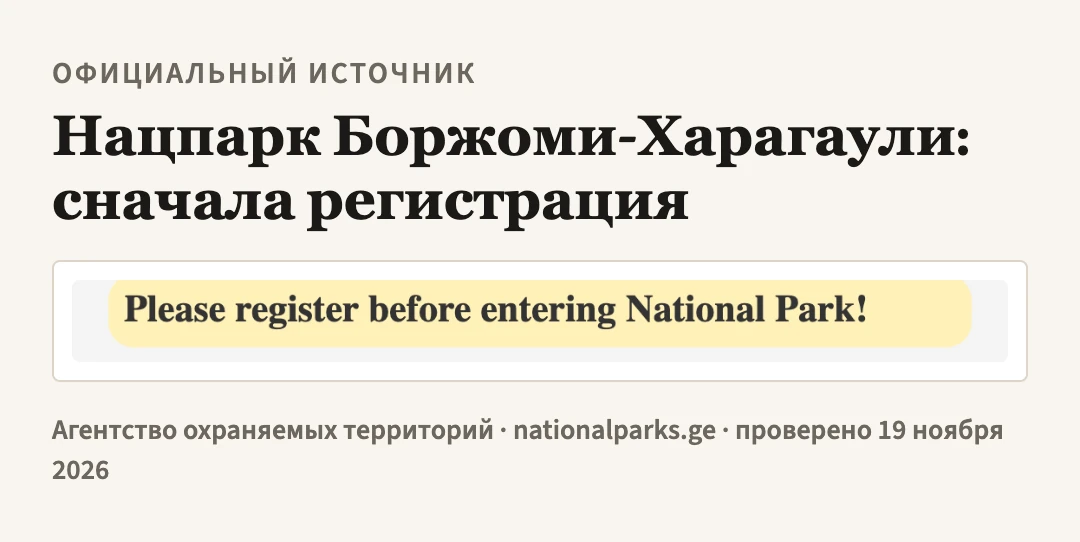 ОФИЦИАЛЬНЫЙ ИСТОЧНИК
Нацпарк Боржоми-Харагаули:
сначала регистрация
Please register before entering National Park!
Агентство охраняемых территорий · nationalparks.ge · проверено 19 ноября
2026